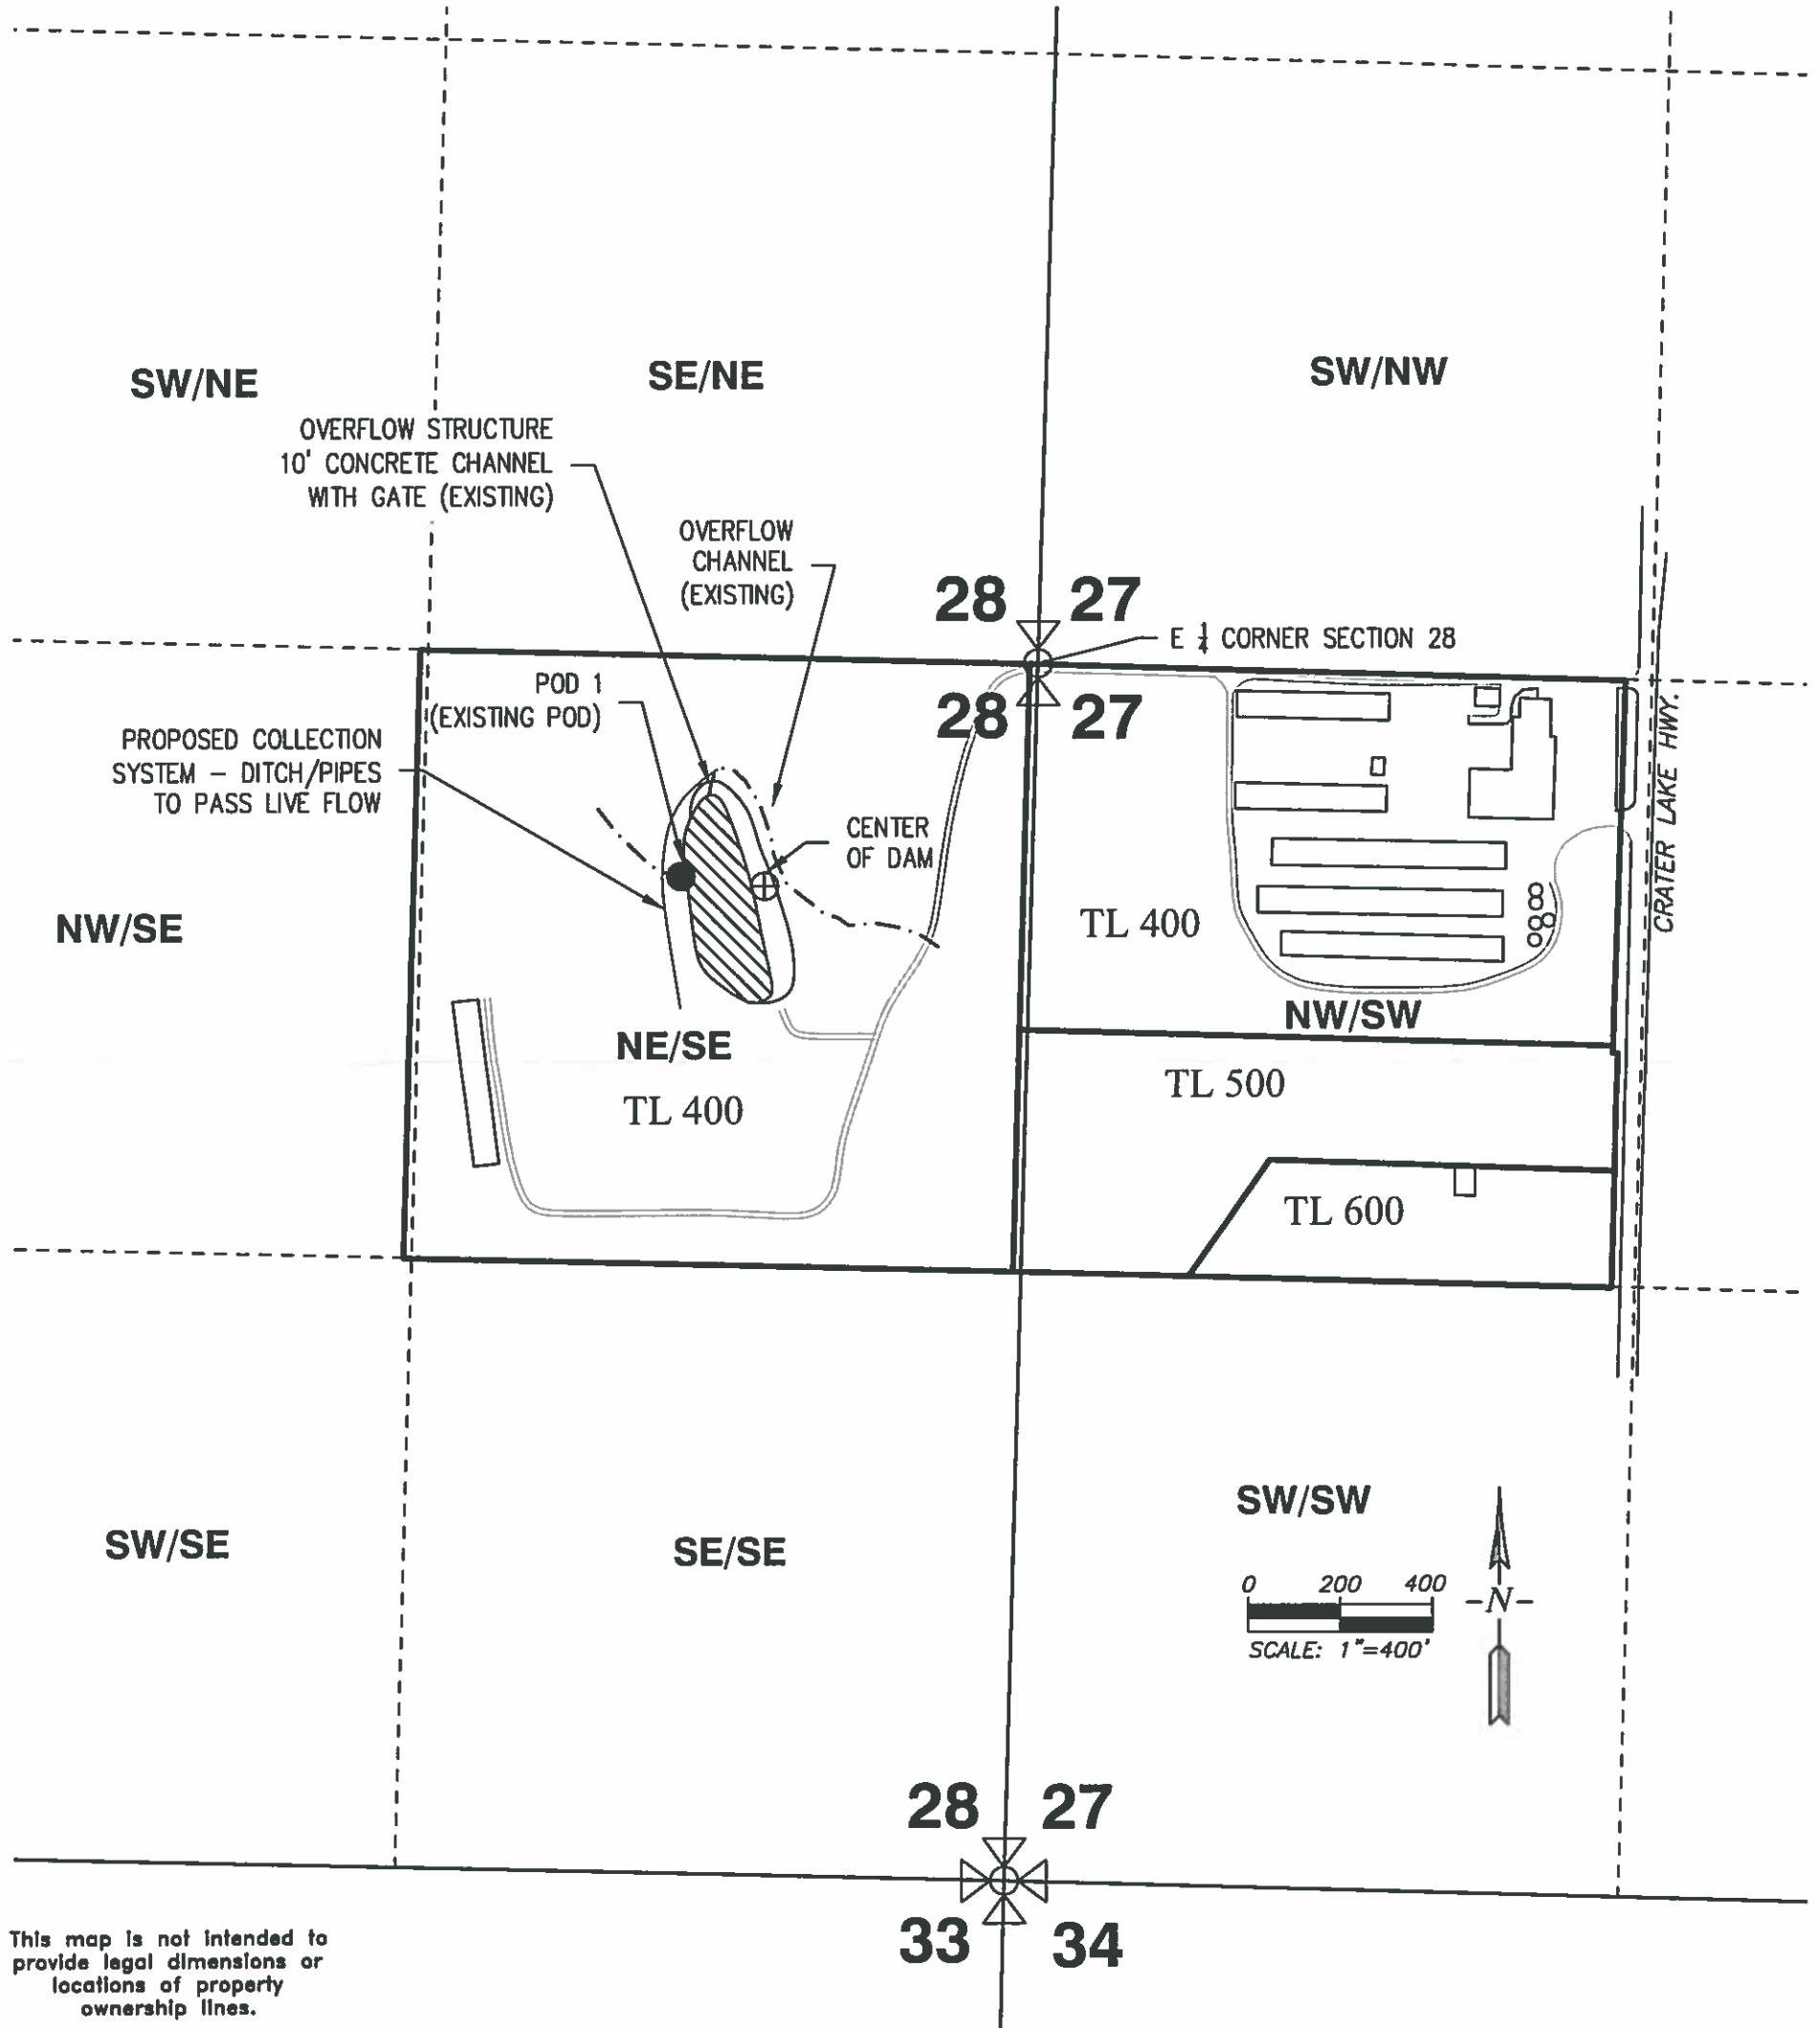 SW/NE
SE/NE
SW/NW
OVERFLOW STRUCTURE
10' CONCRETE CHANNEL
WITH GATE (EXISTING)
OVERFLOW
CHANNEL
(EXISTING)
28 27
E ¼ CORNER SECTION 28
28 27
POD 1
(EXISTING POD)
PROPOSED COLLECTION
SYSTEM – DITCH/PIPES
TO PASS LIVE FLOW
CENTER
OF DAM
CRATER LAKE HWY.
NW/SE
TL 400
NW/SW
NE/SE
TL 400
TL 500
TL 600
SW/SE
SE/SE
SW/SW
0 200 400
SCALE: 1"=400'
-N-
28 27
33 34
This map is not intended to
provide legal dimensions or
locations of property
ownership lines.